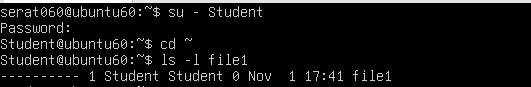 serat060@ubuntu60:~$ su - Student
Password:
Student@ubuntu60:~$ cd ~
Student@ubuntu60:~$ ls -l file1
---------- 1 Student Student 0 Nov  1 17:41 file1